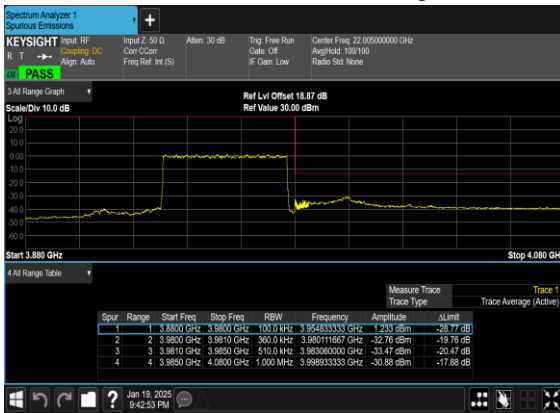 Spectrum Analyzer 1
Spurious Emissions
KEYSIGHT Input: RF Input Z: 50 Ω Atten: 30 dB Trig: Free Run Center Freq: 22.005000000 GHz
R T Coupling: DC Corr CCorr Gate: Off Avg|Hold: 100/100
Align: Auto Freq Ref: Int (S) IF Gain: Low Radio Std: None
LXI PASS
3 All Range Graph
Ref Lvl Offset 18.87 dB
Scale/Div 10.0 dB Ref Value 30.00 dBm
Log
20.0
10.0
0.00
-10.0
-20.0
-30.0
-40.0
-50.0
-60.0
Start 3.880 GHz Stop 4.080 GH
4 All Range Table
Measure Trace Trace 1
Trace Type Trace Average (Active)
Spur Range Start Freq Stop Freq RBW Frequency Amplitude ΔLimit
1 1 3.8800 GHz 3.9800 GHz 100.0 kHz 3.954833333 GHz 1.233 dBm -28.77 dB
2 2 3.9800 GHz 3.9810 GHz 360.0 kHz 3.980111667 GHz -32.76 dBm -19.76 dB
3 3 3.9810 GHz 3.9850 GHz 510.0 kHz 3.983060000 GHz -33.47 dBm -20.47 dB
4 4 3.9850 GHz 4.0800 GHz 1.000 MHz 3.998933333 GHz -30.88 dBm -17.88 dB
Jan 19, 2025
9:42:53 PM